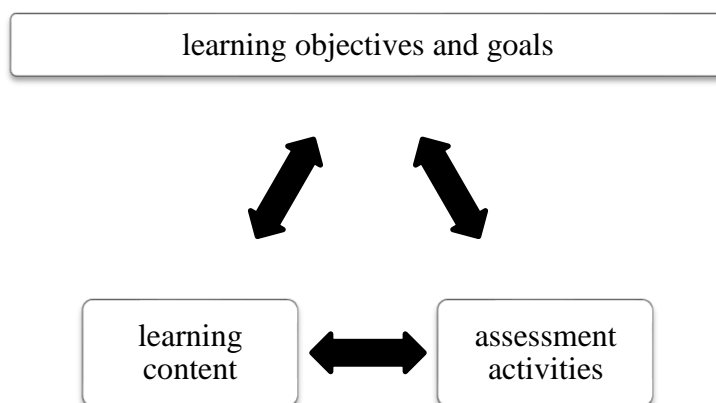 learning objectives and goals
learning
content
assessment
activities